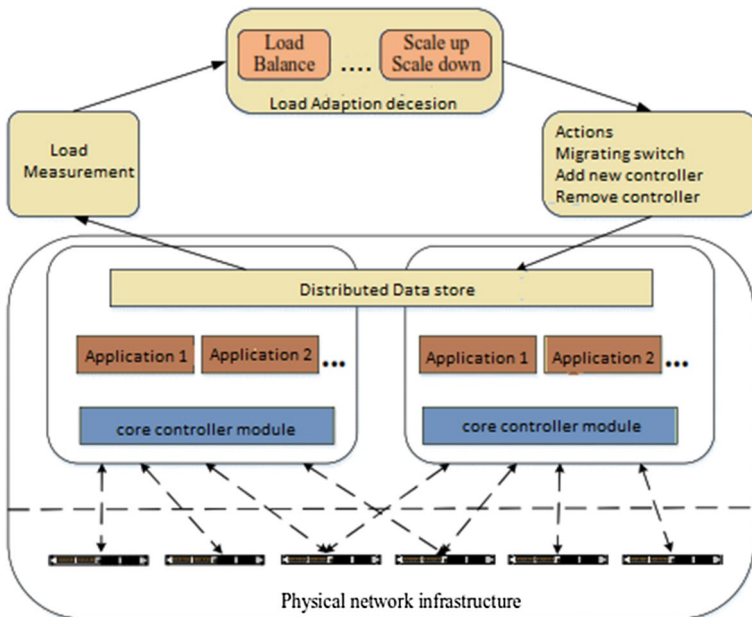 Load
Balance
....
Scale up
Scale down
Load Adaption decesion
Load
Measurement
Actions
Migrating switch
Add new controller
Remove controller
Distributed Data store
Application 1
Application 2
...
Application 1
Application 2
...
core controller module
core controller module
Physical network infrastructure